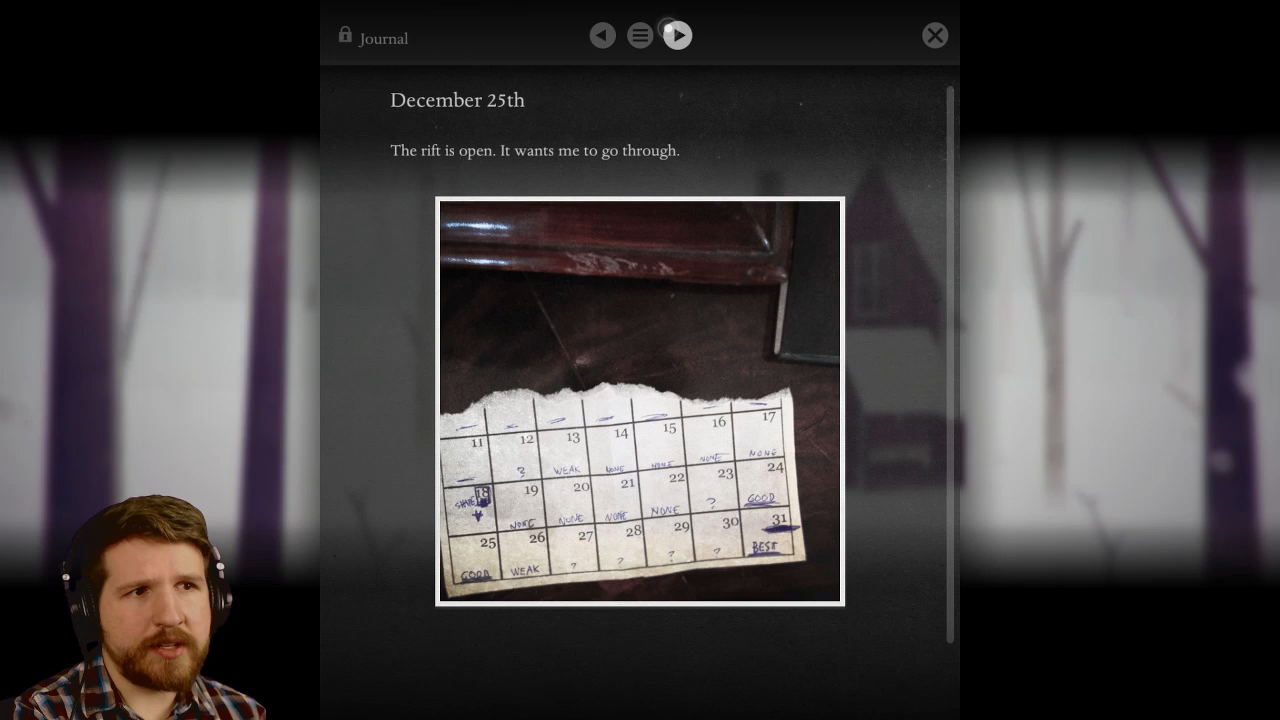 Journal
December 25th
The rift is open. It wants me to go through.
11 12 13 14 15 16 17
? WEAK NONE NONE NONE NONE
18 19 20 21 22 23 24
NONE NONE NONE NONE ? GOOD
25 26 27 28 29 30 31
GOOD WEAK ? ? ? ? BEST